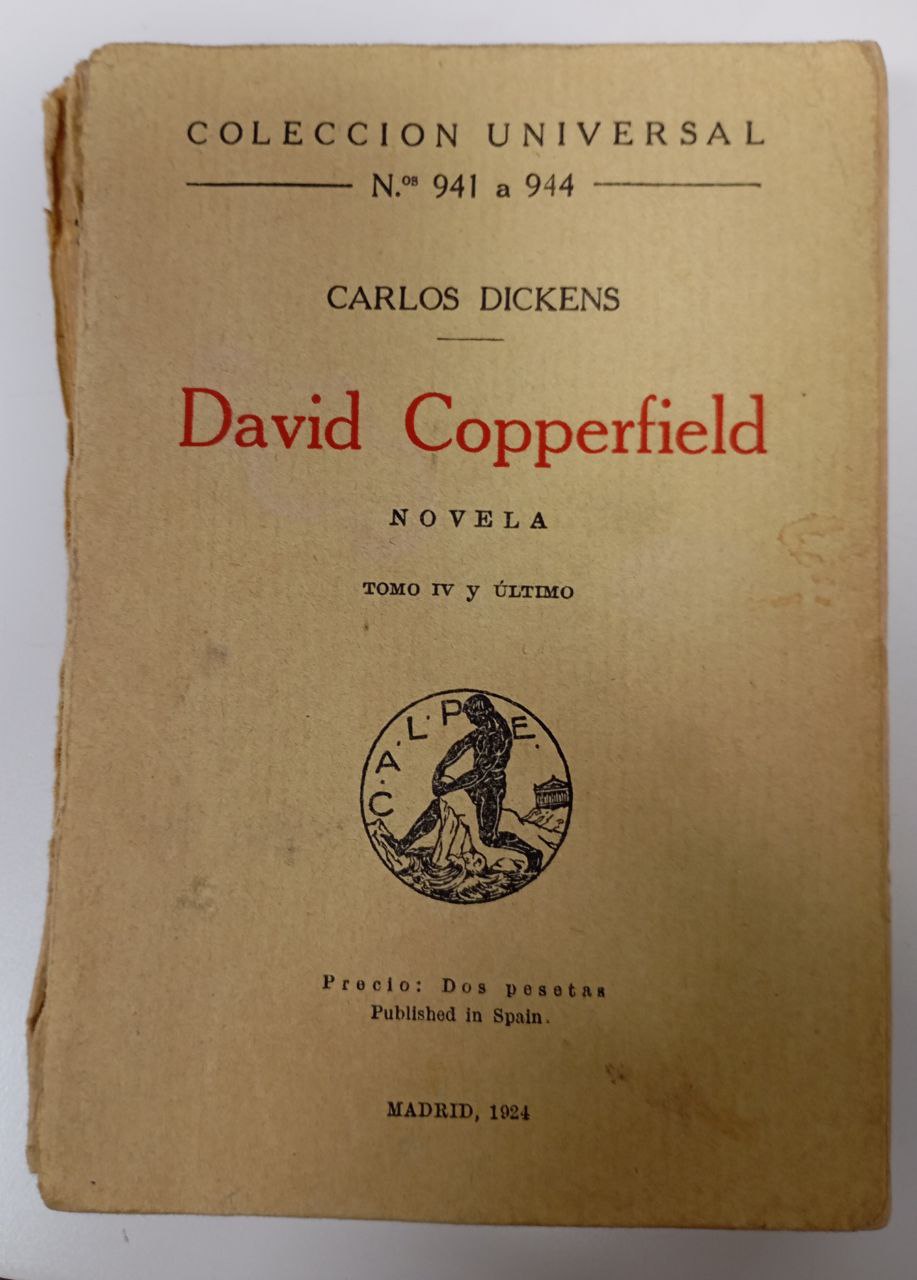 COLECCION UNIVERSAL
N.ᵒˢ 941 a 944
CARLOS DICKENS
David Copperfield
NOVELA
TOMO IV y ÚLTIMO
C.A.L.P.E.
Precio: Dos pesetas
Published in Spain.
MADRID, 1924